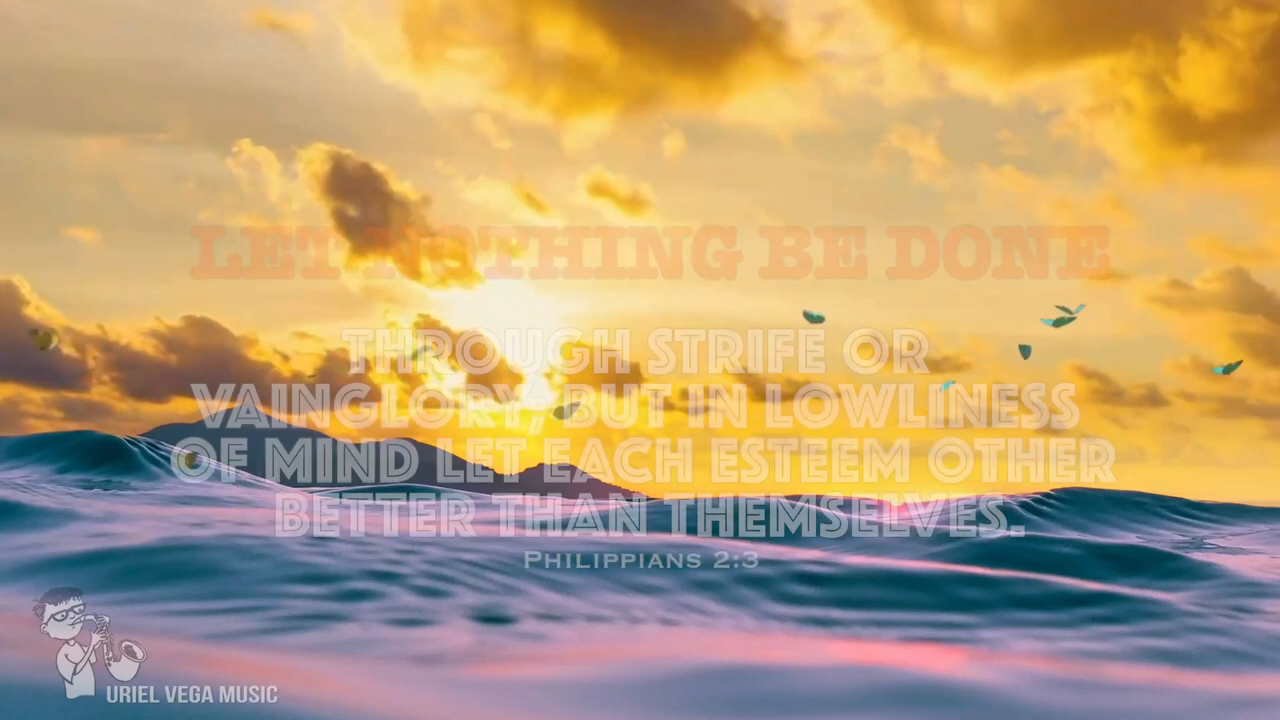 LET NOTHING BE DONE
THROUGH STRIFE OR
VAINGLORY, BUT IN LOWLINESS
OF MIND LET EACH ESTEEM OTHER
BETTER THAN THEMSELVES.
PHILIPPIANS 2:3
URIEL VEGA MUSIC